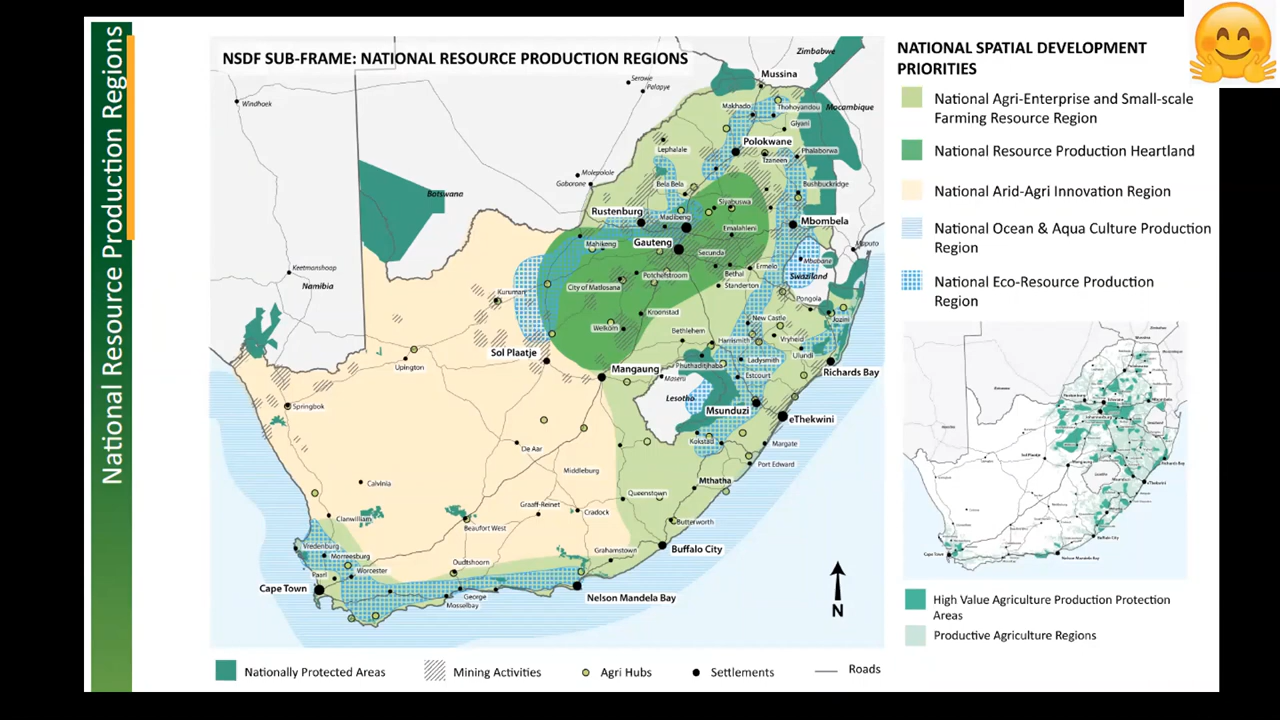 National Resource Production Regions
NSDF SUB-FRAME: NATIONAL RESOURCE PRODUCTION REGIONS
Zimbabwe
Mussina
Serowe
Palapye
Windhoek
Makhado
Thohoyandou
Mozambique
Giyani
Lephalale
Polokwane
Tzaneen
Phalaborwa
Molepolole
Gaborone
Bela Bela
Bushbuckridge
Botswana
Siyabuswa
Rustenburg
Madibeng
Mbombela
Emalahleni
Mahikeng
Gauteng
Secunda
Maputo
Mbabane
Keetmanshoop
Namibia
Potchefstroom
Bethal
Ermelo
Swaziland
City of Matlosana
Standerton
Kuruman
Pongola
Kroonstad
New Castle
Jozini
Welkom
Bethlehem
Harrismith
Vryheid
Sol Plaatje
Ulundi
Upington
Phuthaditjhaba
Ladysmith
Mangaung
Maseru
Estcourt
Richards Bay
Lesotho
Springbok
Msunduzi
eThekwini
Kokstad
Margate
De Aar
Port Edward
Middleburg
Calvinia
Mthatha
Queenstown
Graaff-Reinet
Cradock
Clanwilliam
Beaufort West
Butterworth
Vredenburg
Moreesburg
Grahamstown
Buffalo City
Oudtshoorn
Worcester
Paarl
Cape Town
George
Mosselbay
Nelson Mandela Bay
N
Nationally Protected Areas
Mining Activities
Agri Hubs
Settlements
Roads
NATIONAL SPATIAL DEVELOPMENT
PRIORITIES
National Agri-Enterprise and Small-scale
Farming Resource Region
National Resource Production Heartland
National Arid-Agri Innovation Region
National Ocean & Aqua Culture Production
Region
National Eco-Resource Production
Region
High Value Agriculture Production Protection
Areas
Productive Agriculture Regions